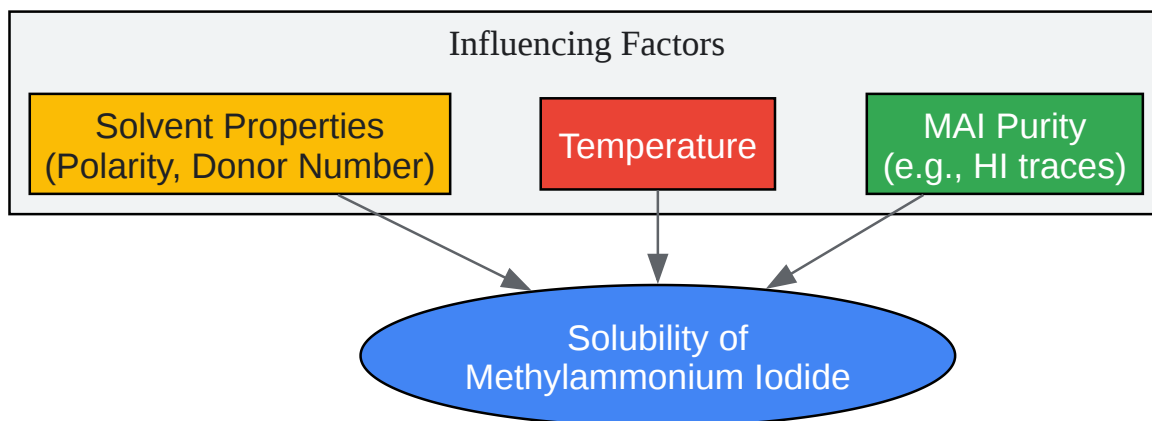 Influencing Factors
Solvent Properties
(Polarity, Donor Number)
Temperature
MAI Purity
(e.g., HI traces)
Solubility of
Methylammonium Iodide